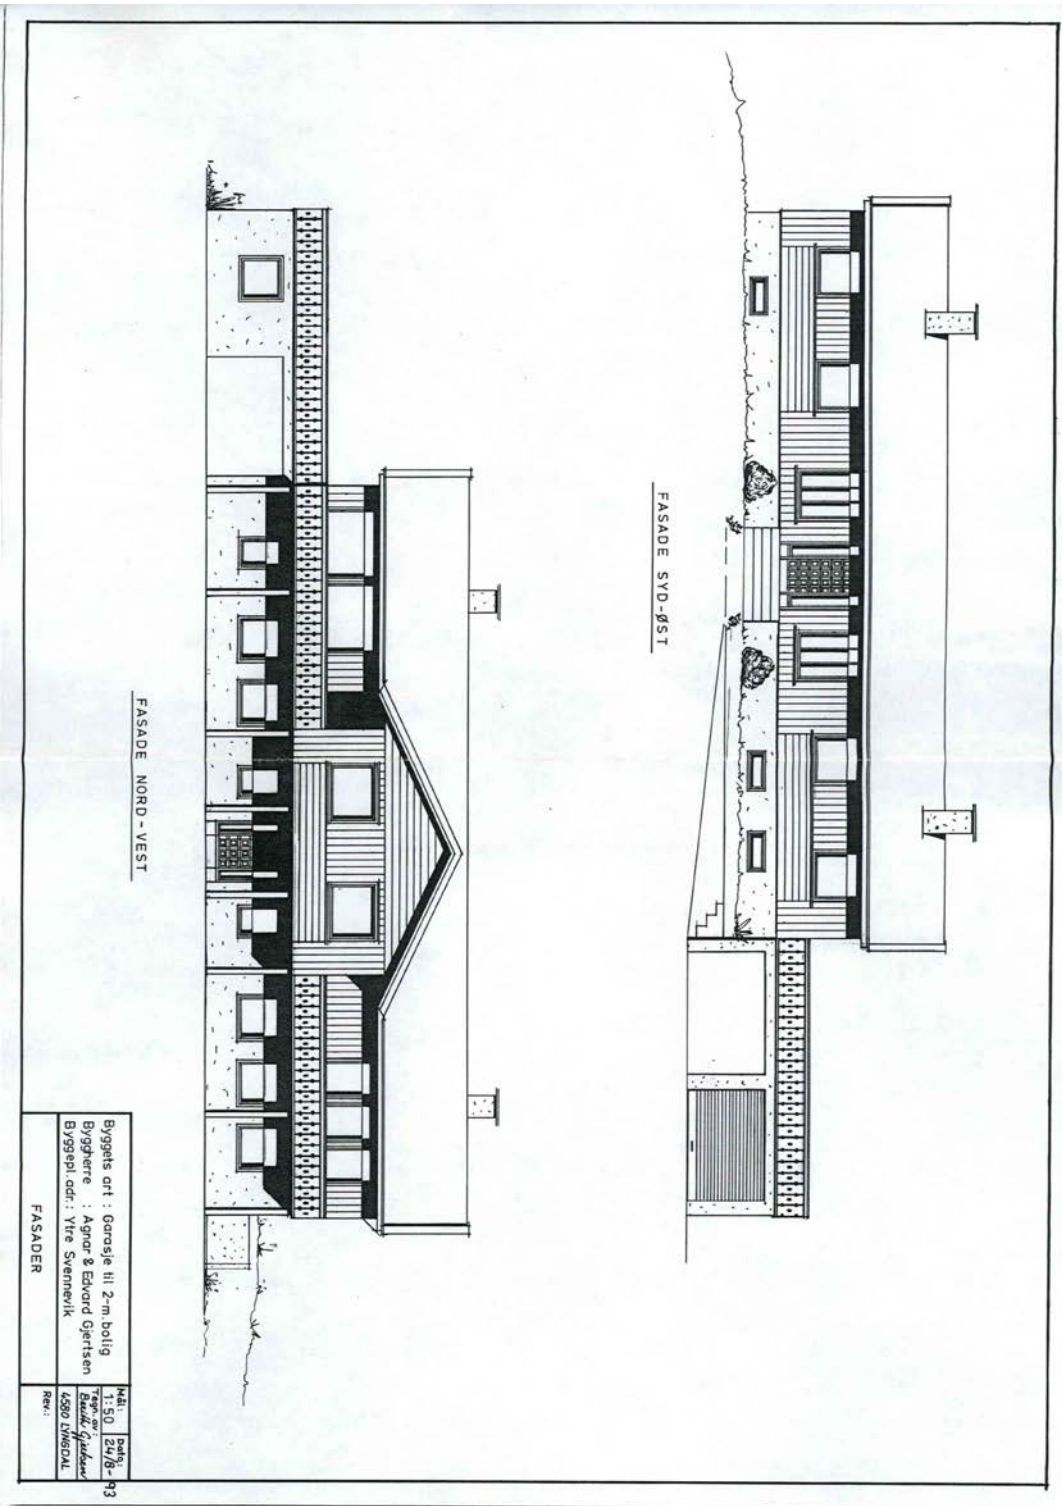 FASADE SYD-ØST
FASADE NORD-VEST
Byggets art : Garasje til 2-m.bolig
Byggherre : Agnar & Edvard Gjertsen
Byggepl.adr.: Ytre Svennevik
FASADER
Mål: 1:50
Dato: 24/8-93
Tegn. av:
Gjertsen
4580 LYNGDAL
Rev.: